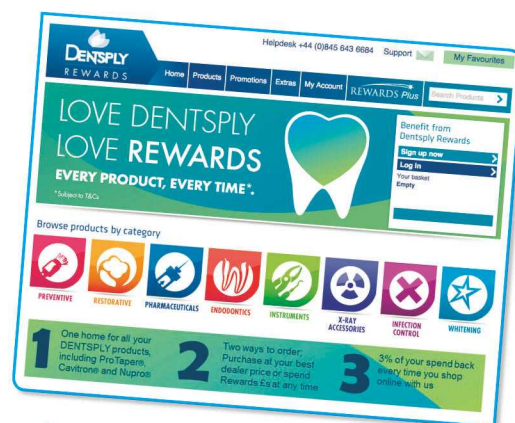 Helpdesk +44 (0)845 643 6684 Support My Favourites
DENTSPLY
REWARDS
Home Products Promotions Extras My Account REWARDS Plus Search Products
LOVE DENTSPLY
LOVE REWARDS
EVERY PRODUCT, EVERY TIME*.
*Subject to T&Cs
Benefit from
Dentsply Rewards
Sign up now
Log in
Your basket
Empty
Browse products by category
PREVENTIVE
RESTORATIVE
PHARMACEUTICALS
ENDODONTICS
INSTRUMENTS
X-RAY
ACCESSORIES
INFECTION
CONTROL
WHITENING
1 One home for all your
DENTSPLY products,
including ProTaper®,
Cavitron® and Nupro®
2 Two ways to order:
Purchase at your best
dealer price or spend
Rewards £s at any time
3 3% of your spend back
every time you shop
online with us